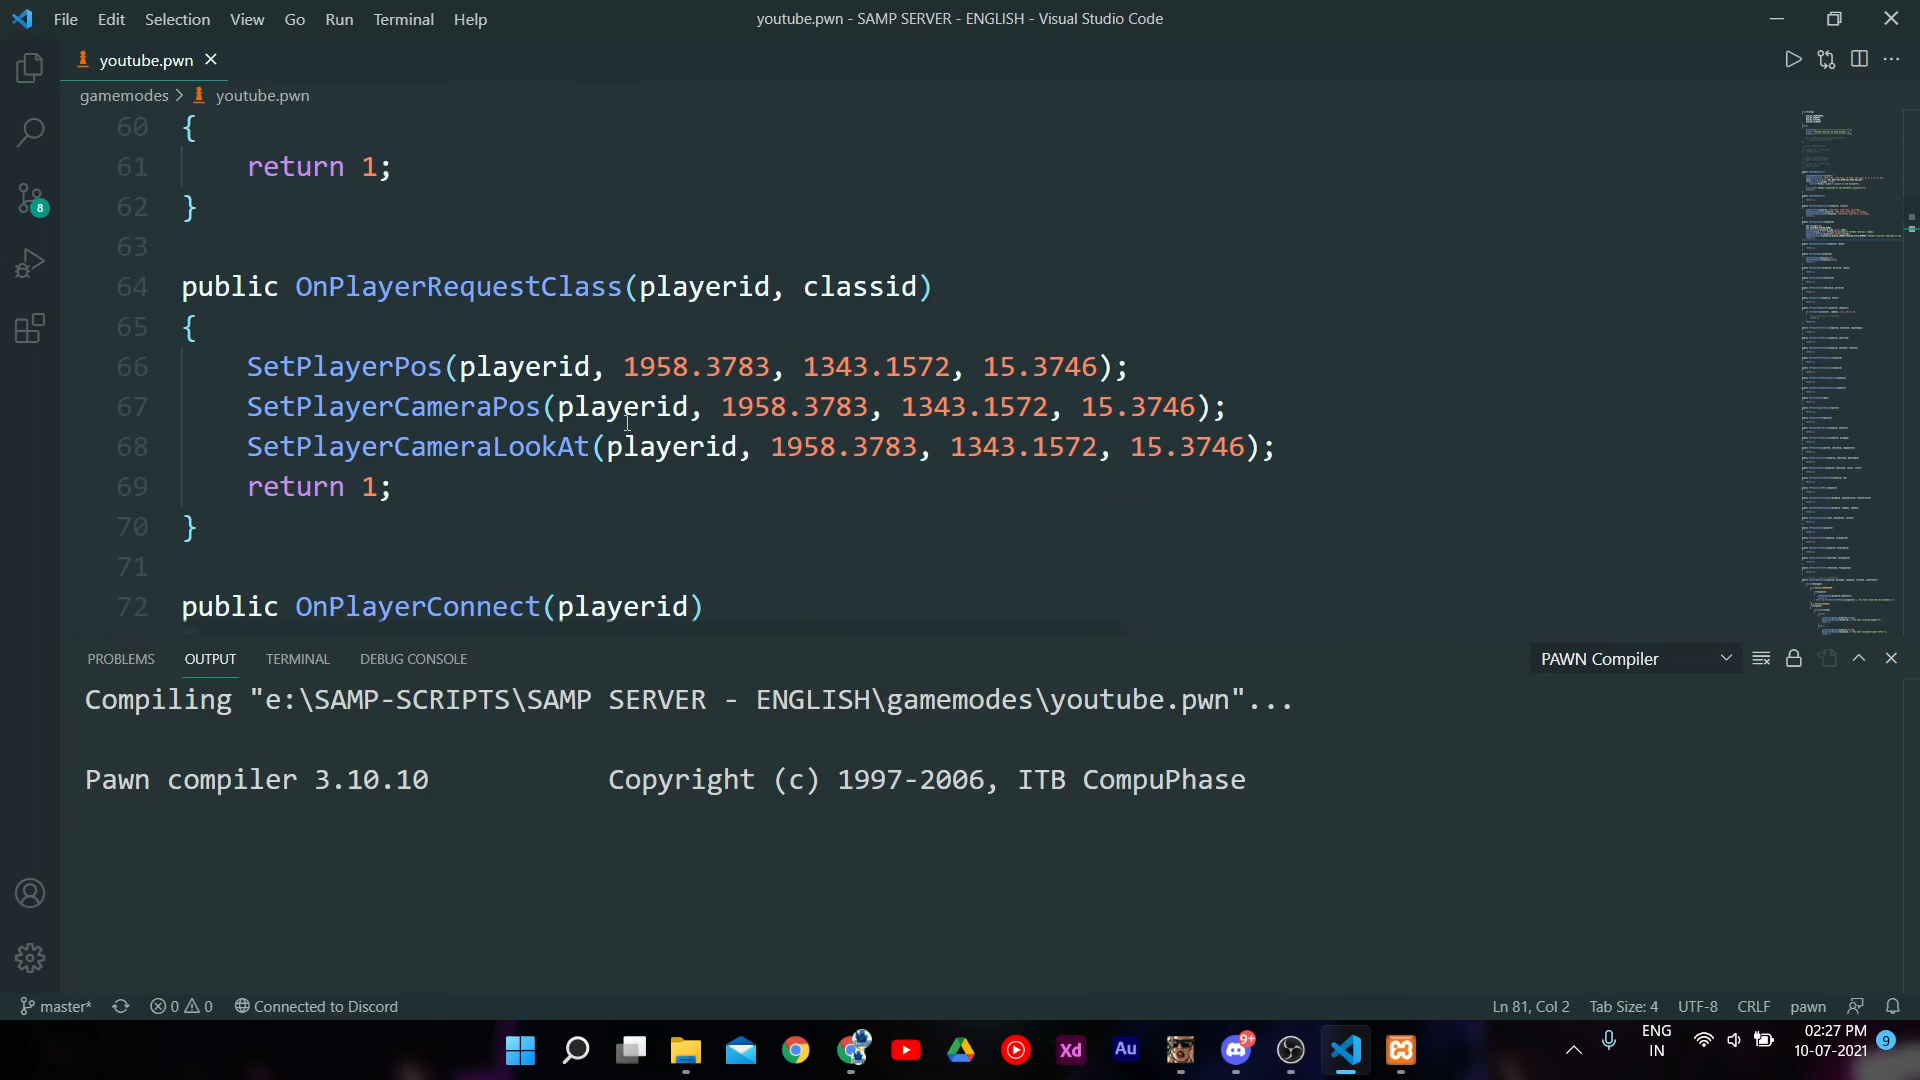 File Edit Selection View Go Run Terminal Help
youtube.pwn - SAMP SERVER - ENGLISH - Visual Studio Code
youtube.pwn
gamemodes > youtube.pwn
60 {
61 return 1;
62 }
63
64 public OnPlayerRequestClass(playerid, classid)
65 {
66 SetPlayerPos(playerid, 1958.3783, 1343.1572, 15.3746);
67 SetPlayerCameraPos(playerid, 1958.3783, 1343.1572, 15.3746);
68 SetPlayerCameraLookAt(playerid, 1958.3783, 1343.1572, 15.3746);
69 return 1;
70 }
71
72 public OnPlayerConnect(playerid)
8
PROBLEMS OUTPUT TERMINAL DEBUG CONSOLE
PAWN Compiler
Compiling "e:\SAMP-SCRIPTS\SAMP SERVER - ENGLISH\gamemodes\youtube.pwn"...
Pawn compiler 3.10.10 Copyright (c) 1997-2006, ITB CompuPhase
master* 0 0 Connected to Discord
Ln 81, Col 2 Tab Size: 4 UTF-8 CRLF pawn
Xd Au 9+
ENG
IN
02:27 PM
10-07-2021
9